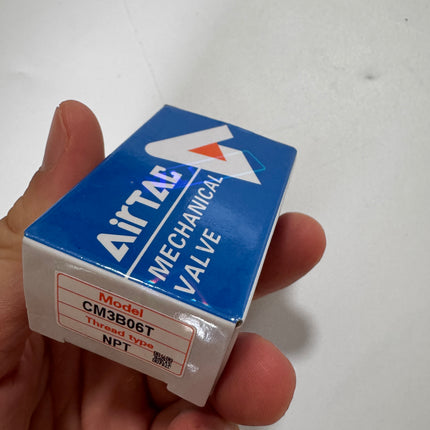 AirTAC
MECHANICAL
VALVE
Model
CM3B06T
Thread type
NPT